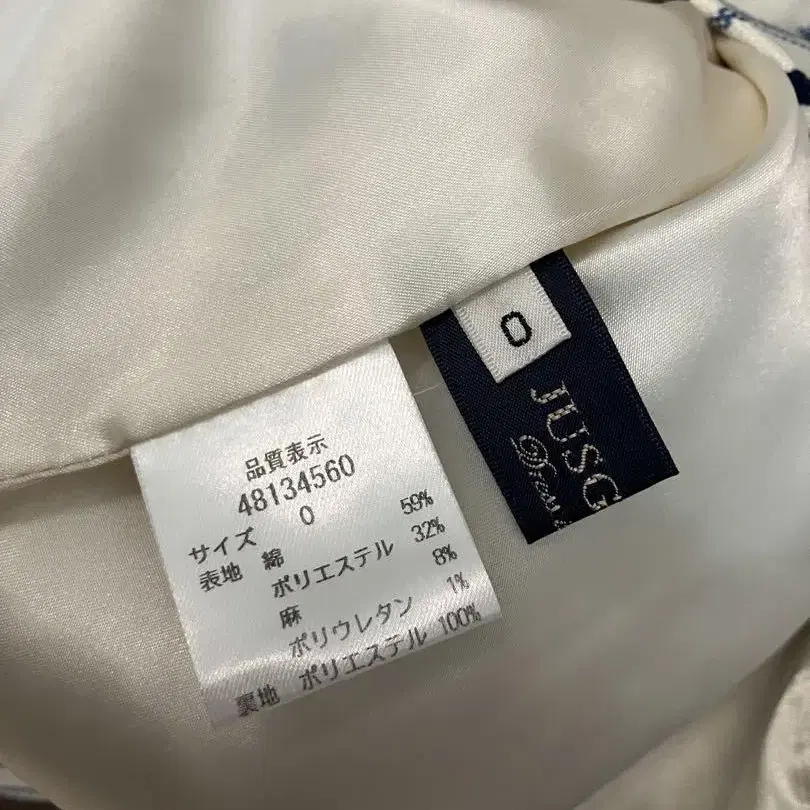 品質表示
48134560
サイズ 0
表地 綿 59%
ポリエステル 32%
麻 8%
ポリウレタン 1%
裏地 ポリエステル 100%
0
JUSG